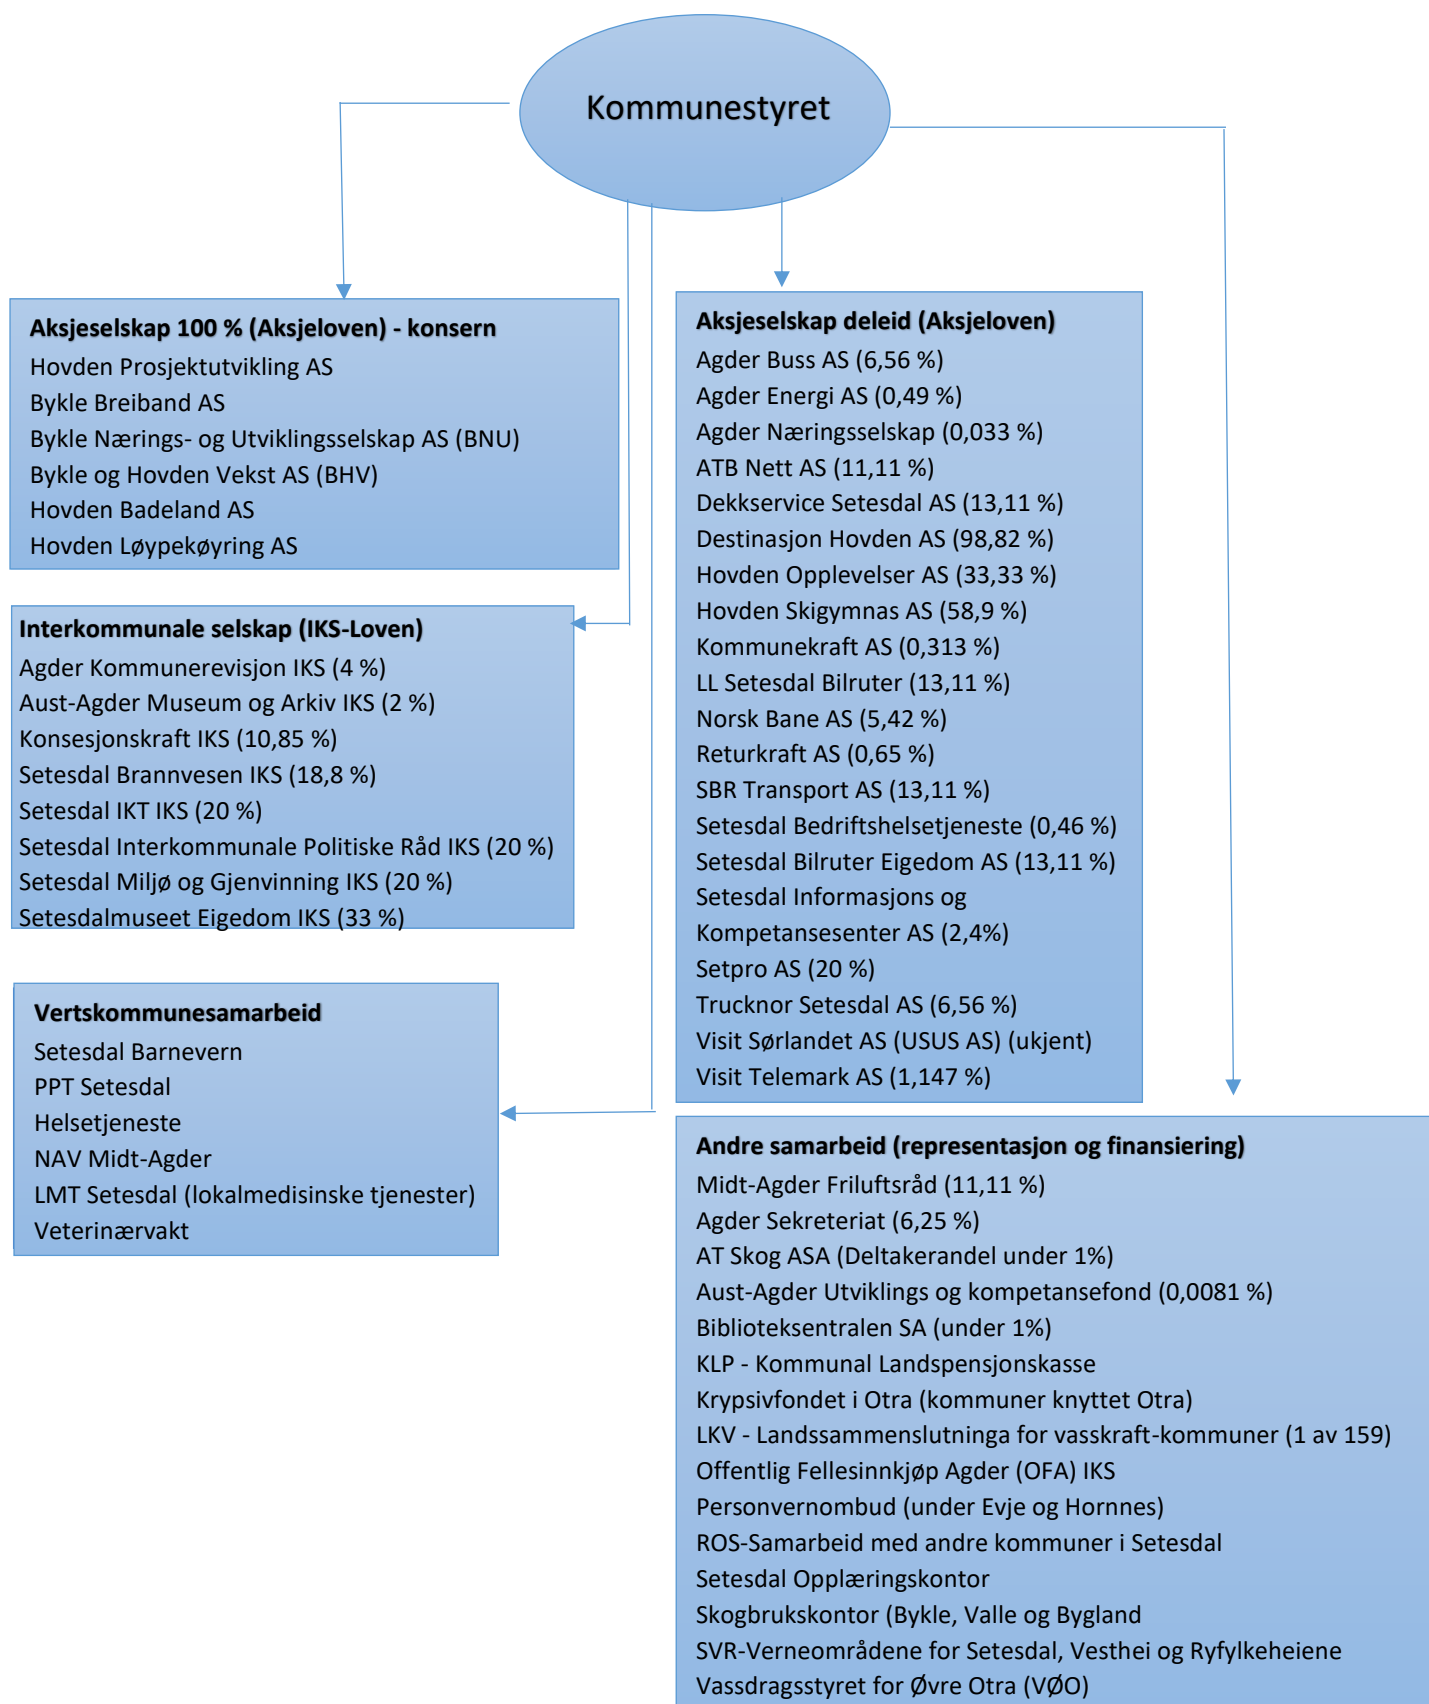 Kommunestyret
Aksjeselskap 100 % (Aksjeloven) - konsern
Hovden Prosjektutvikling AS
Bykle Breiband AS
Bykle Nærings- og Utviklingsselskap AS (BNU)
Bykle og Hovden Vekst AS (BHV)
Hovden Badeland AS
Hovden Løypekøyring AS
Interkommunale selskap (IKS-Loven)
Agder Kommunerevisjon IKS (4 %)
Aust-Agder Museum og Arkiv IKS (2 %)
Konsesjonskraft IKS (10,85 %)
Setesdal Brannvesen IKS (18,8 %)
Setesdal IKT IKS (20 %)
Setesdal Interkommunale Politiske Råd IKS (20 %)
Setesdal Miljø og Gjenvinning IKS (20 %)
Setesdalmuseet Eigedom IKS (33 %)
Vertskommunesamarbeid
Setesdal Barnevern
PPT Setesdal
Helsetjeneste
NAV Midt-Agder
LMT Setesdal (lokalmedisinske tjenester)
Veterinærvakt
Aksjeselskap deleid (Aksjeloven)
Agder Buss AS (6,56 %)
Agder Energi AS (0,49 %)
Agder Næringsselskap (0,033 %)
ATB Nett AS (11,11 %)
Dekkservice Setesdal AS (13,11 %)
Destinasjon Hovden AS (98,82 %)
Hovden Opplevelser AS (33,33 %)
Hovden Skigymnas AS (58,9 %)
Kommunekraft AS (0,313 %)
LL Setesdal Bilruter (13,11 %)
Norsk Bane AS (5,42 %)
Returkraft AS (0,65 %)
SBR Transport AS (13,11 %)
Setesdal Bedriftshelsetjeneste (0,46 %)
Setesdal Bilruter Eigedom AS (13,11 %)
Setesdal Informasjons og
Kompetansesenter AS (2,4%)
Setpro AS (20 %)
Trucknor Setesdal AS (6,56 %)
Visit Sørlandet AS (USUS AS) (ukjent)
Visit Telemark AS (1,147 %)
Andre samarbeid (representasjon og finansiering)
Midt-Agder Friluftsråd (11,11 %)
Agder Sekreteriat (6,25 %)
AT Skog ASA (Deltakerandel under 1%)
Aust-Agder Utviklings og kompetansefond (0,0081 %)
Biblioteksentralen SA (under 1%)
KLP - Kommunal Landspensjonskasse
Krypsivfondet i Otra (kommuner knyttet Otra)
LKV - Landssammenslutninga for vasskraft-kommuner (1 av 159)
Offentlig Fellesinnkjøp Agder (OFA) IKS
Personvernombud (under Evje og Hornnes)
ROS-Samarbeid med andre kommuner i Setesdal
Setesdal Opplæringskontor
Skogbrukskontor (Bykle, Valle og Bygland
SVR-Verneområdene for Setesdal, Vesthei og Ryfylkeheiene
Vassdragsstyret for Øvre Otra (VØO)